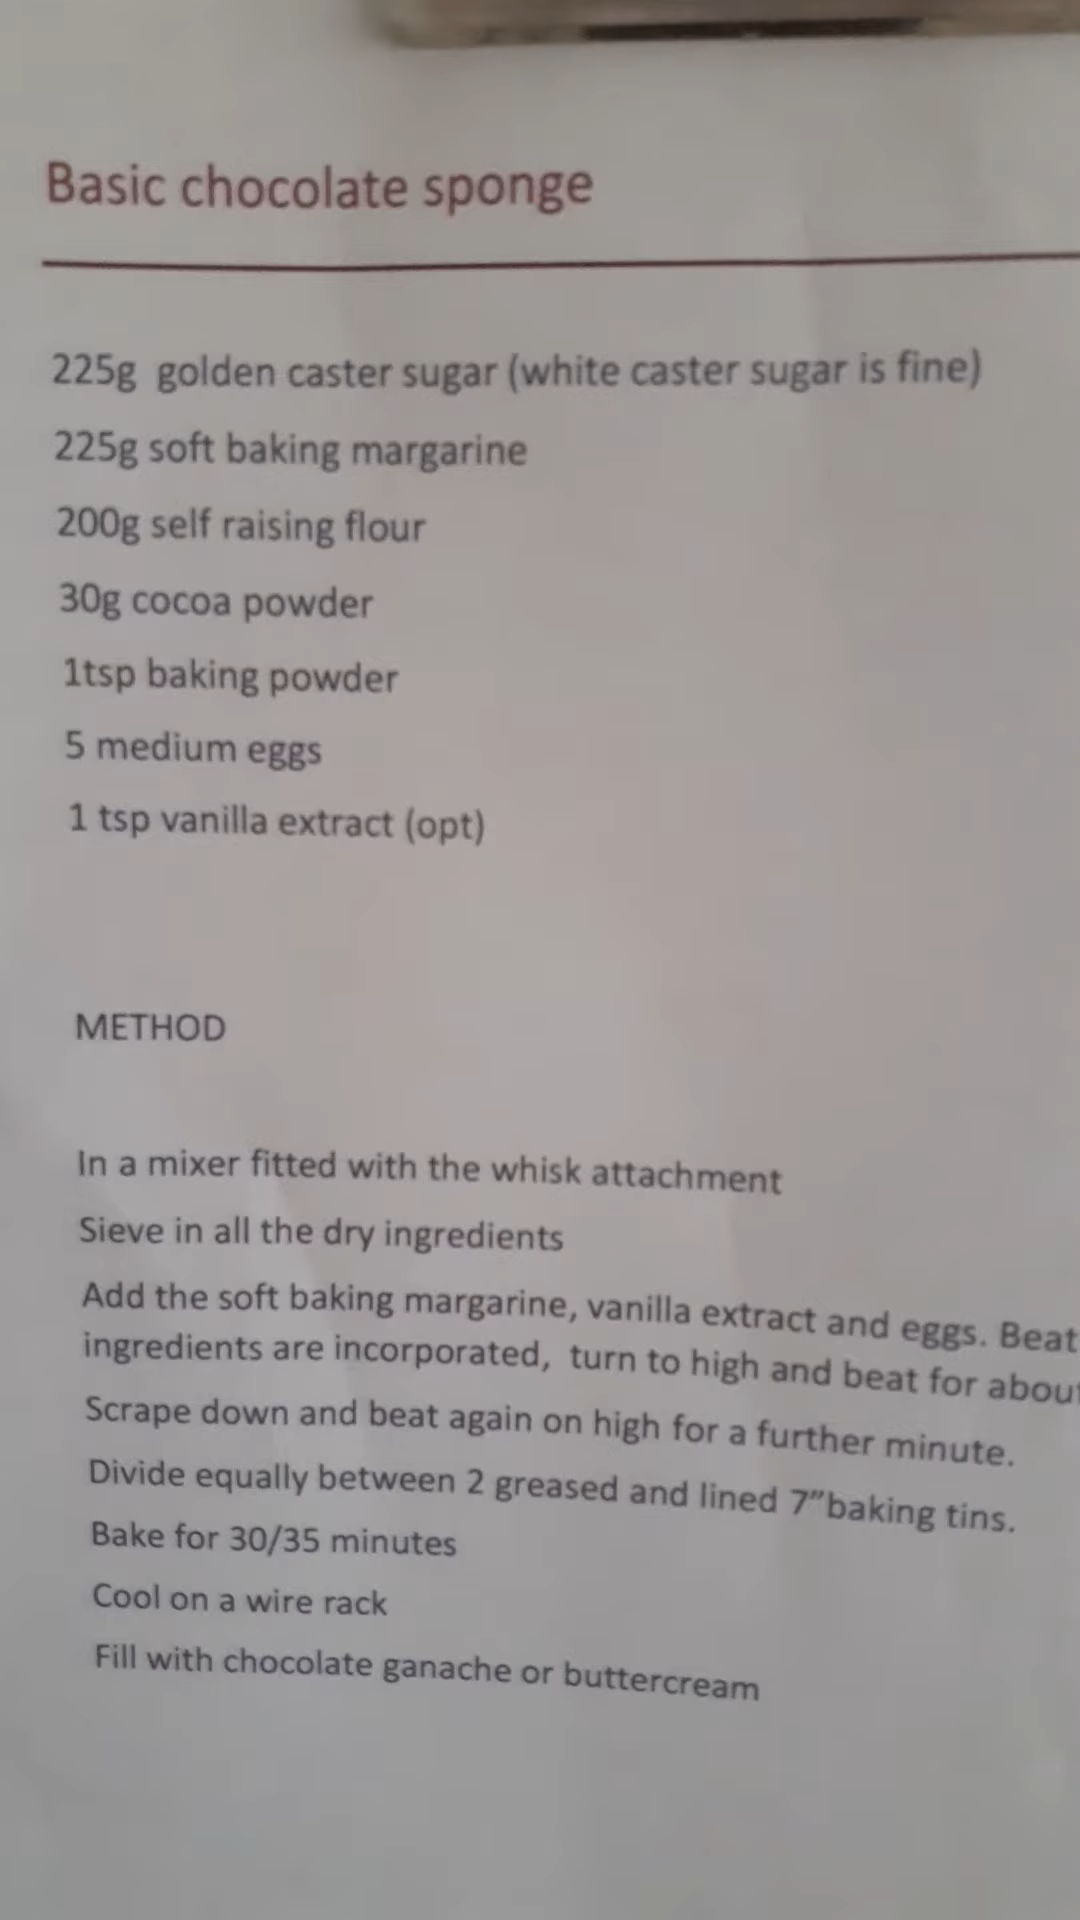 Basic chocolate sponge
225g golden caster sugar (white caster sugar is fine)
225g soft baking margarine
200g self raising flour
30g cocoa powder
1tsp baking powder
5 medium eggs
1 tsp vanilla extract (opt)
METHOD
In a mixer fitted with the whisk attachment
Sieve in all the dry ingredients
Add the soft baking margarine, vanilla extract and eggs. Beat
ingredients are incorporated, turn to high and beat for about
Scrape down and beat again on high for a further minute.
Divide equally between 2 greased and lined 7"baking tins.
Bake for 30/35 minutes
Cool on a wire rack
Fill with chocolate ganache or buttercream